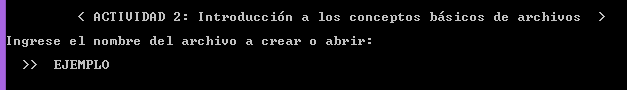 < ACTIVIDAD 2: Introducción a los conceptos básicos de archivos >
Ingrese el nombre del archivo a crear o abrir:
>> EJEMPLO